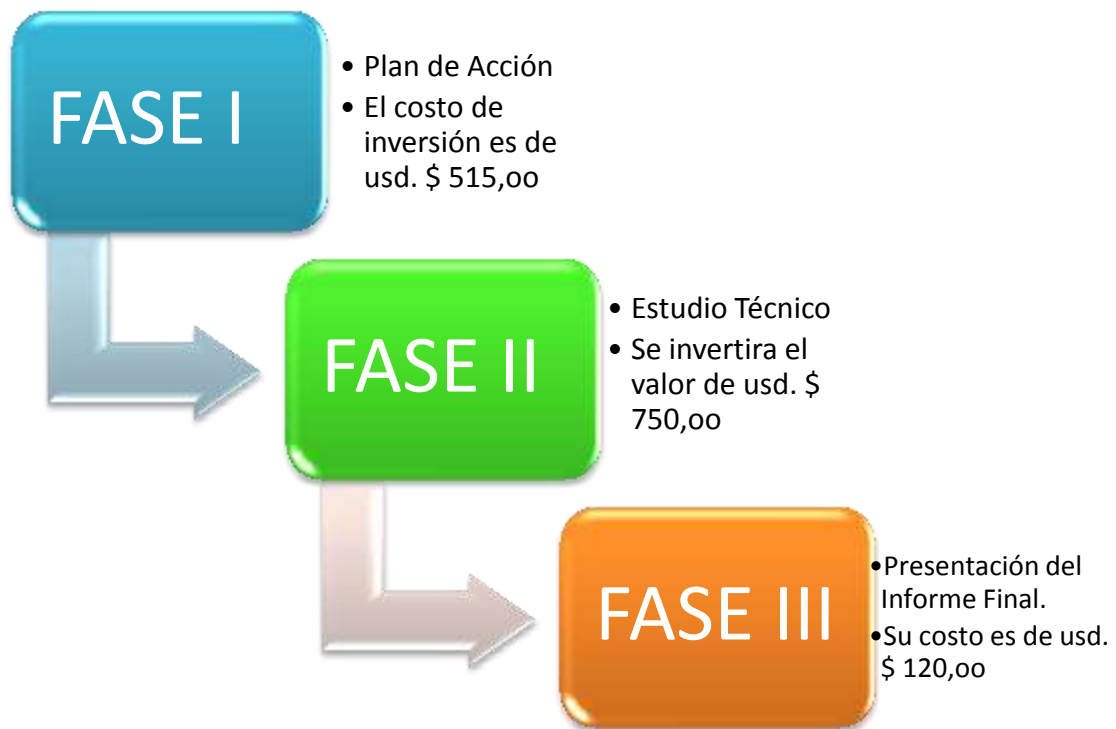 FASE I
• Plan de Acción
• El costo de
inversión es de
usd. $ 515,oo
FASE II
• Estudio Técnico
• Se invertira el
valor de usd. $
750,oo
FASE III
•Presentación del
Informe Final.
•Su costo es de usd.
$ 120,oo